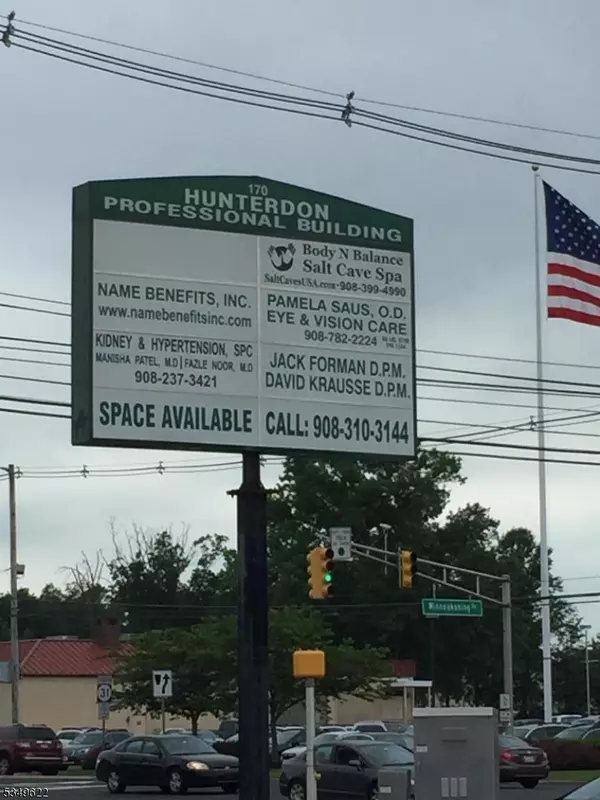 170
HUNTERDON
PROFESSIONAL BUILDING
Body N Balance
Salt Cave Spa
SaltCavesUSA.com-908-399-4990
NAME BENEFITS, INC.
www.namebenefitsinc.com
PAMELA SAUS, O.D.
EYE & VISION CARE
908-782-2224
KIDNEY & HYPERTENSION, SPC
MANISHA PATEL, M.D | FAZLE NOOR, M.D
908-237-3421
JACK FORMAN D.P.M.
DAVID KRAUSSE D.P.M.
SPACE AVAILABLE
CALL: 908-310-3144
Minneakoning
31